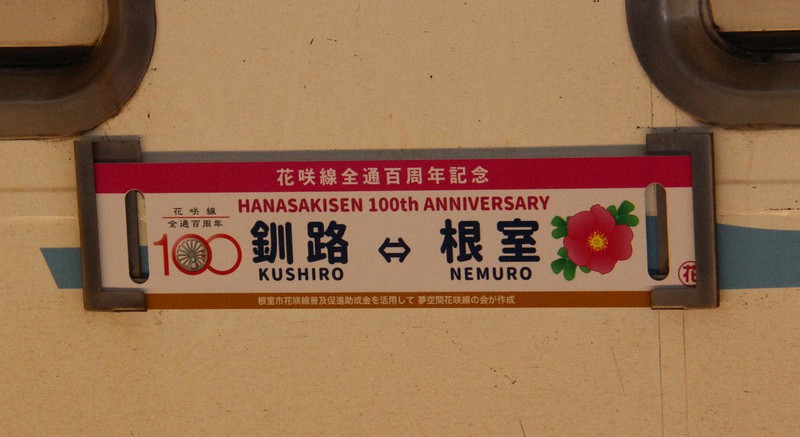 花咲線全通百周年記念
HANASAKISEN 100th ANNIVERSARY
花咲線
全通百周年
100
釧路 ⇔ 根室
KUSHIRO NEMURO
花
根室市花咲線普及促進助成金を活用して 夢空間花咲線の会が作成